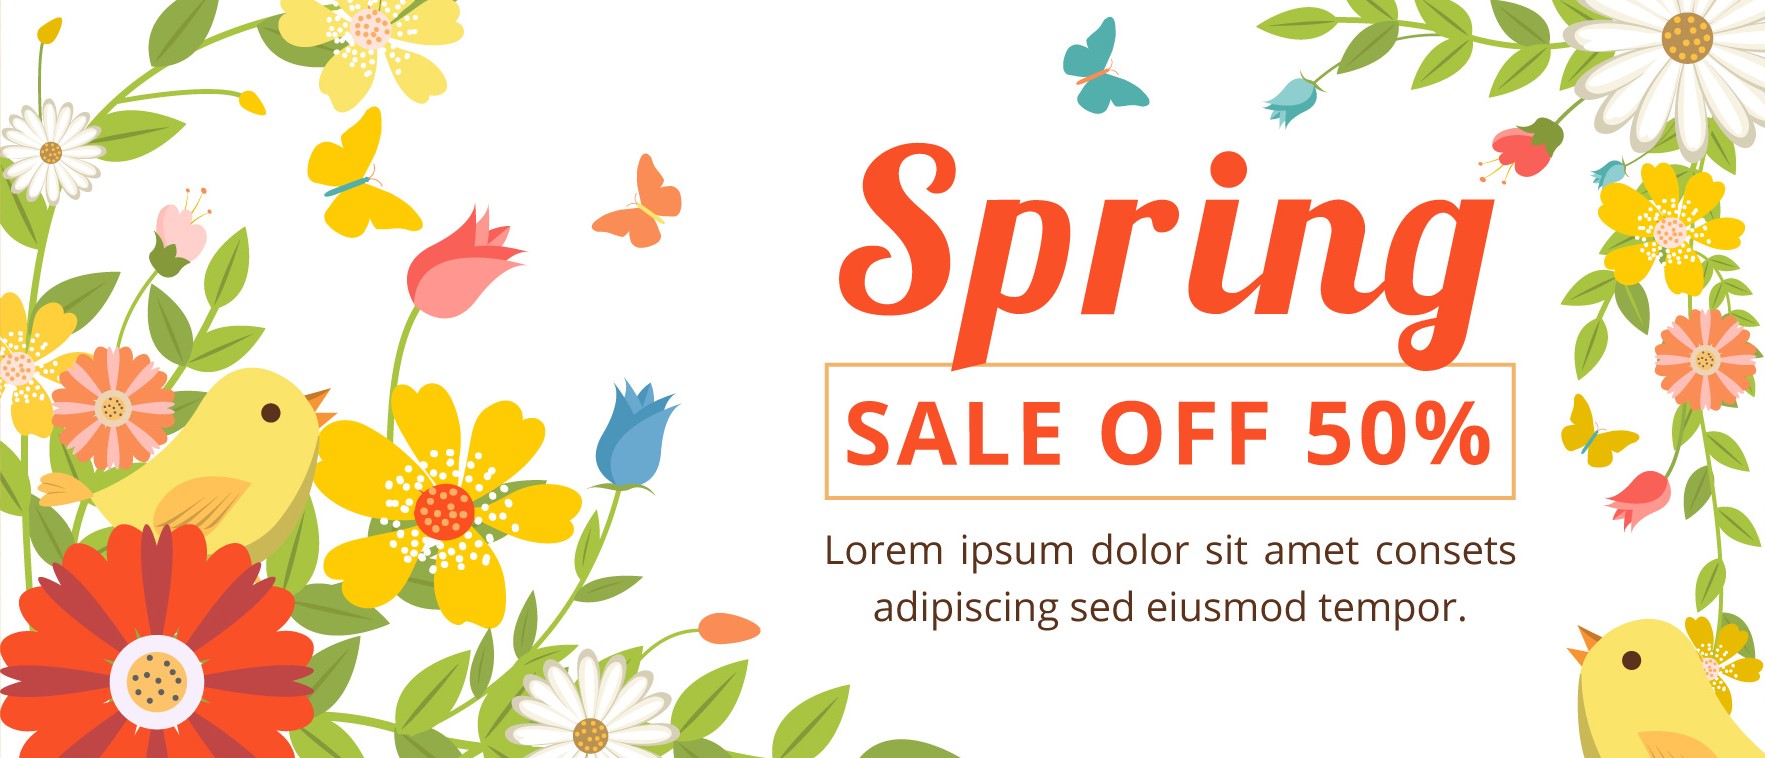 Spring
SALE OFF 50%
Lorem ipsum dolor sit amet consets
adipiscing sed eiusmod tempor.